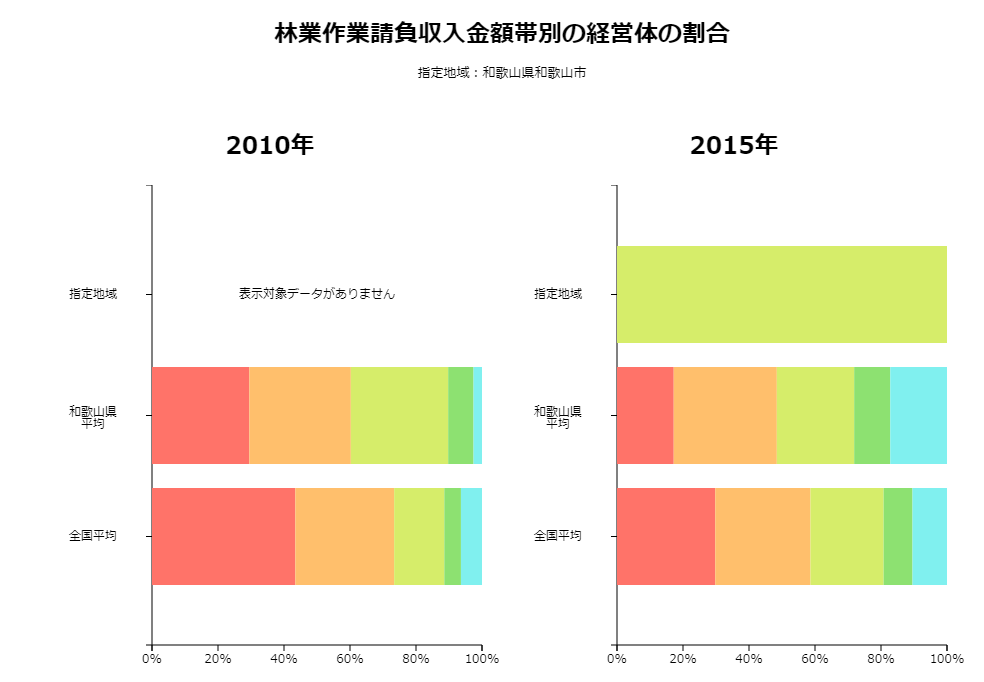 林業作業請負収入金額帯別の経営体の割合
指定地域：和歌山県和歌山市
2010年
2015年
指定地域
表示対象データがありません
和歌山県
平均
全国平均
0%
20%
40%
60%
80%
100%
指定地域
和歌山県
平均
全国平均
0%
20%
40%
60%
80%
100%